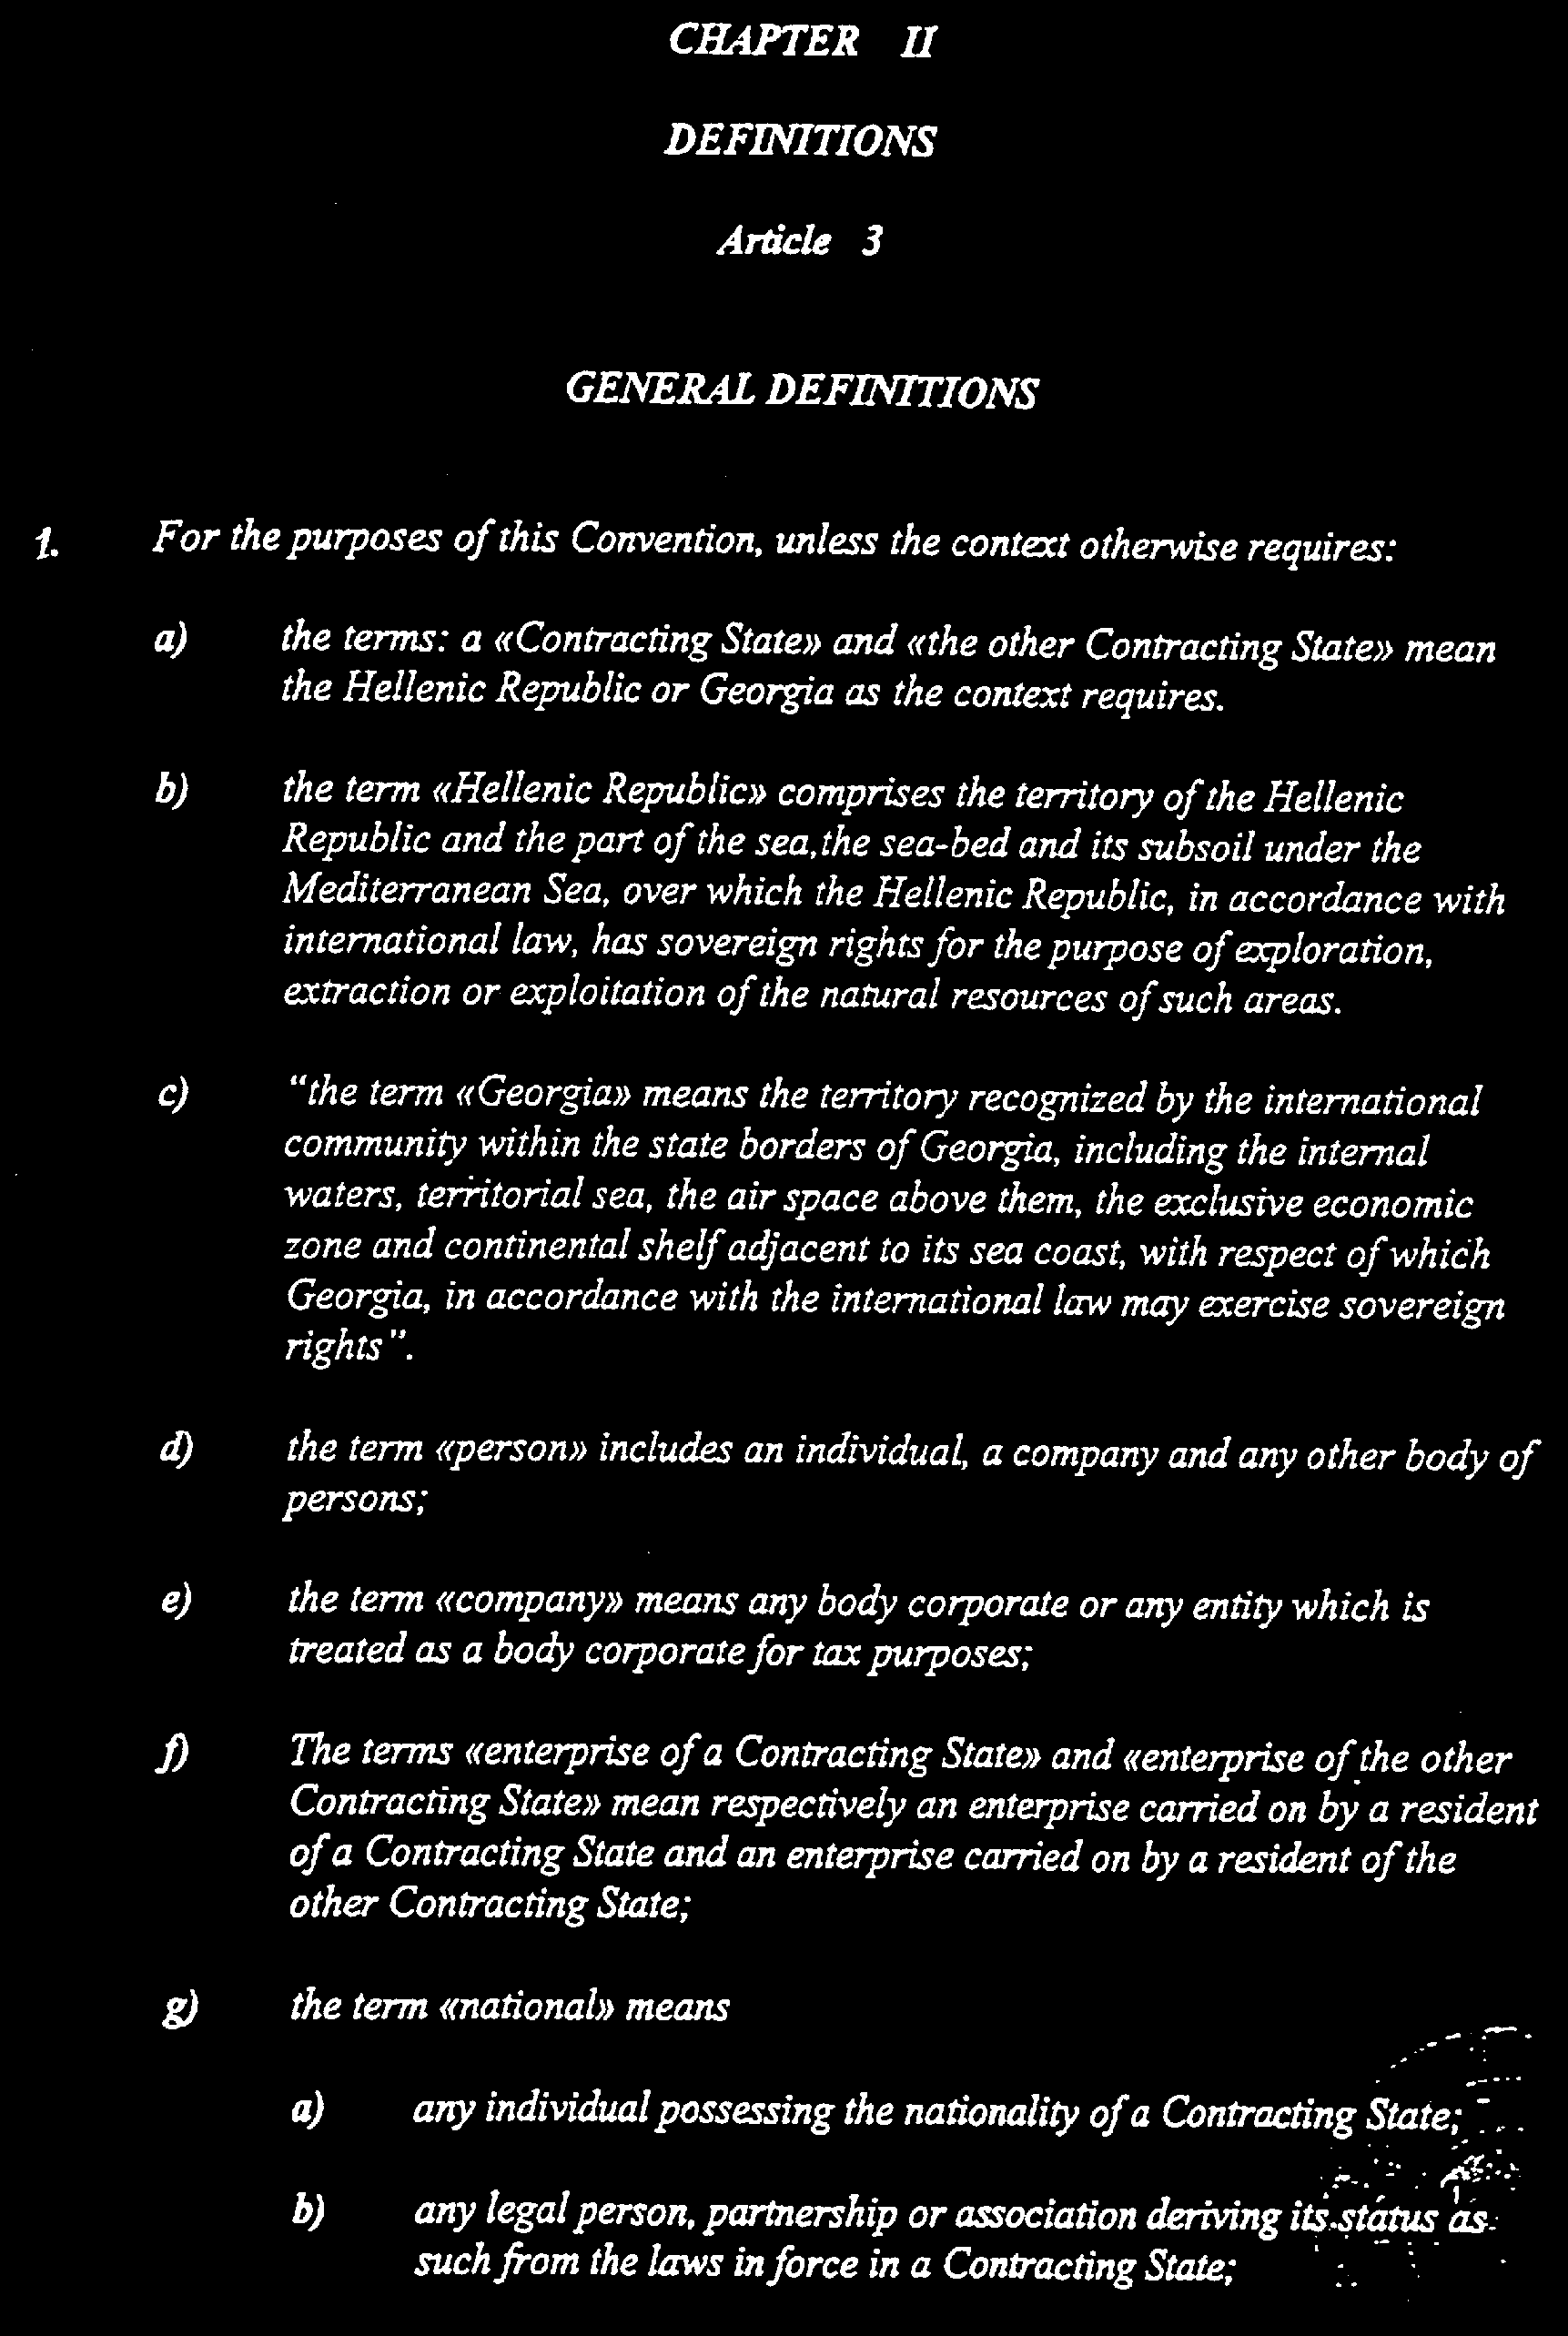 CHAPTER II
DEFINITIONS
Article 3
GENERAL DEFINITIONS
1. For the purposes of this Convention, unless the context otherwise requires:
a) the terms: a «Contracting State» and «the other Contracting State» mean
the Hellenic Republic or Georgia as the context requires.
b) the term «Hellenic Republic» comprises the territory of the Hellenic
Republic and the part of the sea,the sea-bed and its subsoil under the
Mediterranean Sea, over which the Hellenic Republic, in accordance with
international law, has sovereign rights for the purpose of exploration,
extraction or exploitation of the natural resources of such areas.
c) "the term «Georgia» means the territory recognized by the international
community within the state borders of Georgia, including the internal
waters, territorial sea, the air space above them, the exclusive economic
zone and continental shelf adjacent to its sea coast, with respect of which
Georgia, in accordance with the international law may exercise sovereign
rights".
d) the term «person» includes an individual, a company and any other body of
persons;
e) the term «company» means any body corporate or any entity which is
treated as a body corporate for tax purposes;
f) The terms «enterprise of a Contracting State» and «enterprise of the other
Contracting State» mean respectively an enterprise carried on by a resident
of a Contracting State and an enterprise carried on by a resident of the
other Contracting State;
g) the term «national» means
a) any individual possessing the nationality of a Contracting State;
b) any legal person, partnership or association deriving its status as
such from the laws in force in a Contracting State;